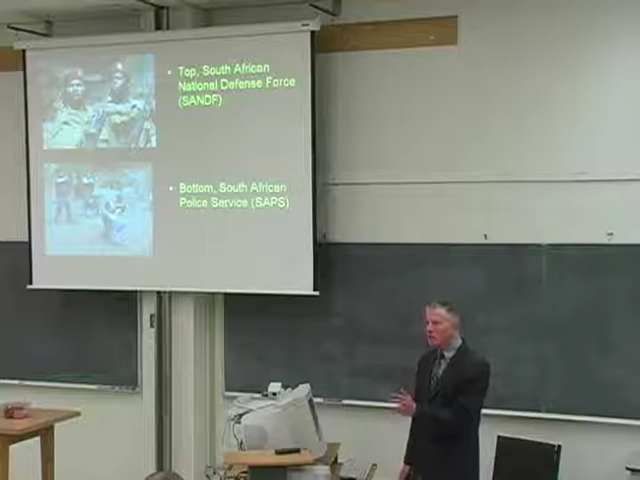 • Top, South African
National Defense Force
(SANDF)
• Bottom, South African
Police Service (SAPS)